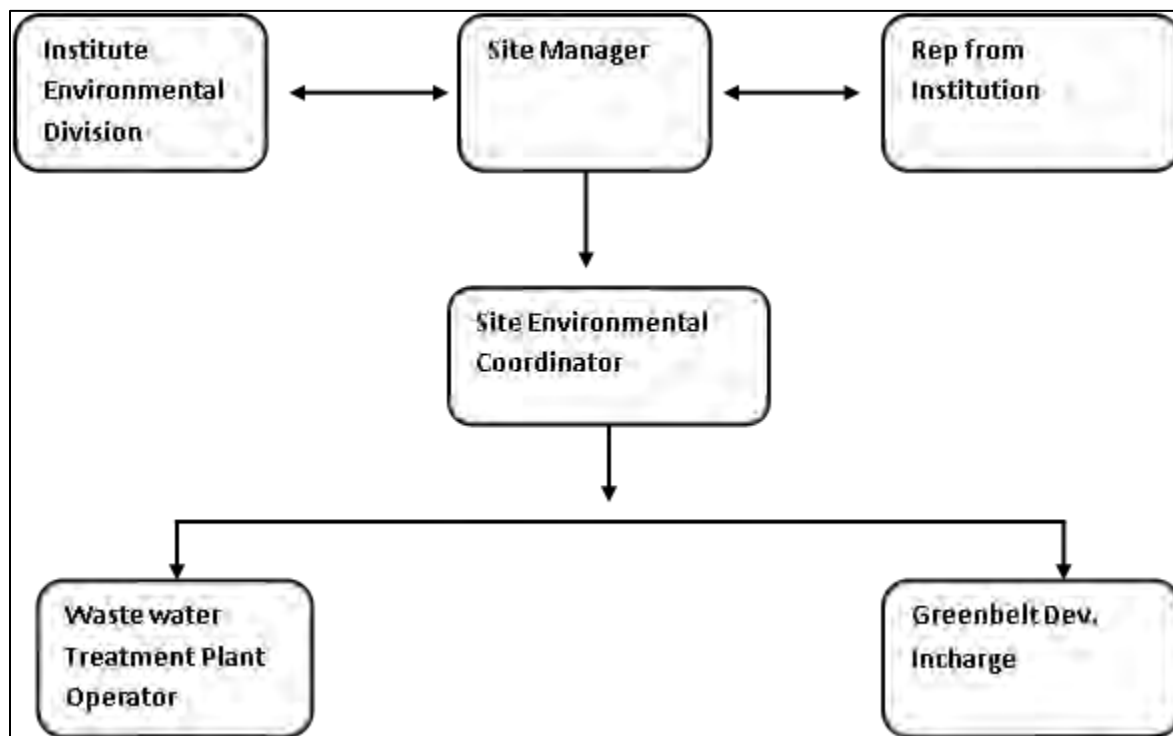 Institute
Environmental
Division
Site Manager
Rep from
Institution
Site Environmental
Coordinator
Waste water
Treatment Plant
Operator
Greenbelt Dev.
Incharge